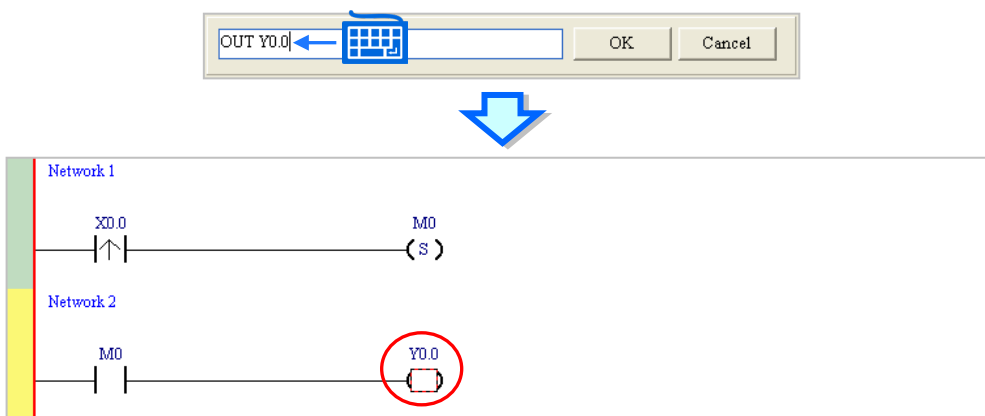 OUT Y0.0 OK Cancel
Network 1
X0.0 M0
S
Network 2
M0 Y0.0